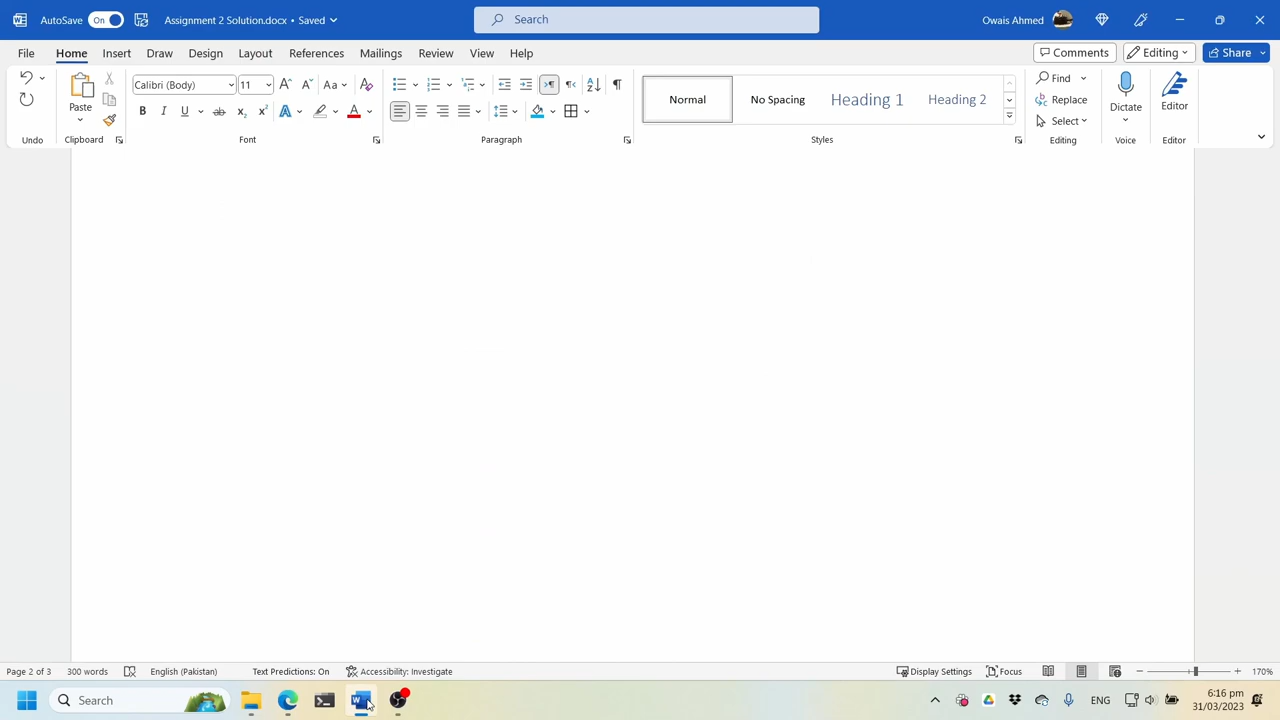 AutoSave On Assignment 2 Solution.docx • Saved Search Owais Ahmed
File Home Insert Draw Design Layout References Mailings Review View Help Comments Editing Share
Paste Calibri (Body) 11 Aa Normal No Spacing Heading 1 Heading 2 Find Replace Select Dictate Editor
Undo Clipboard Font Paragraph Styles Editing Voice Editor
Page 2 of 3 300 words English (Pakistan) Text Predictions: On Accessibility: Investigate Display Settings Focus 170%
Search ENG 6:16 pm
31/03/2023